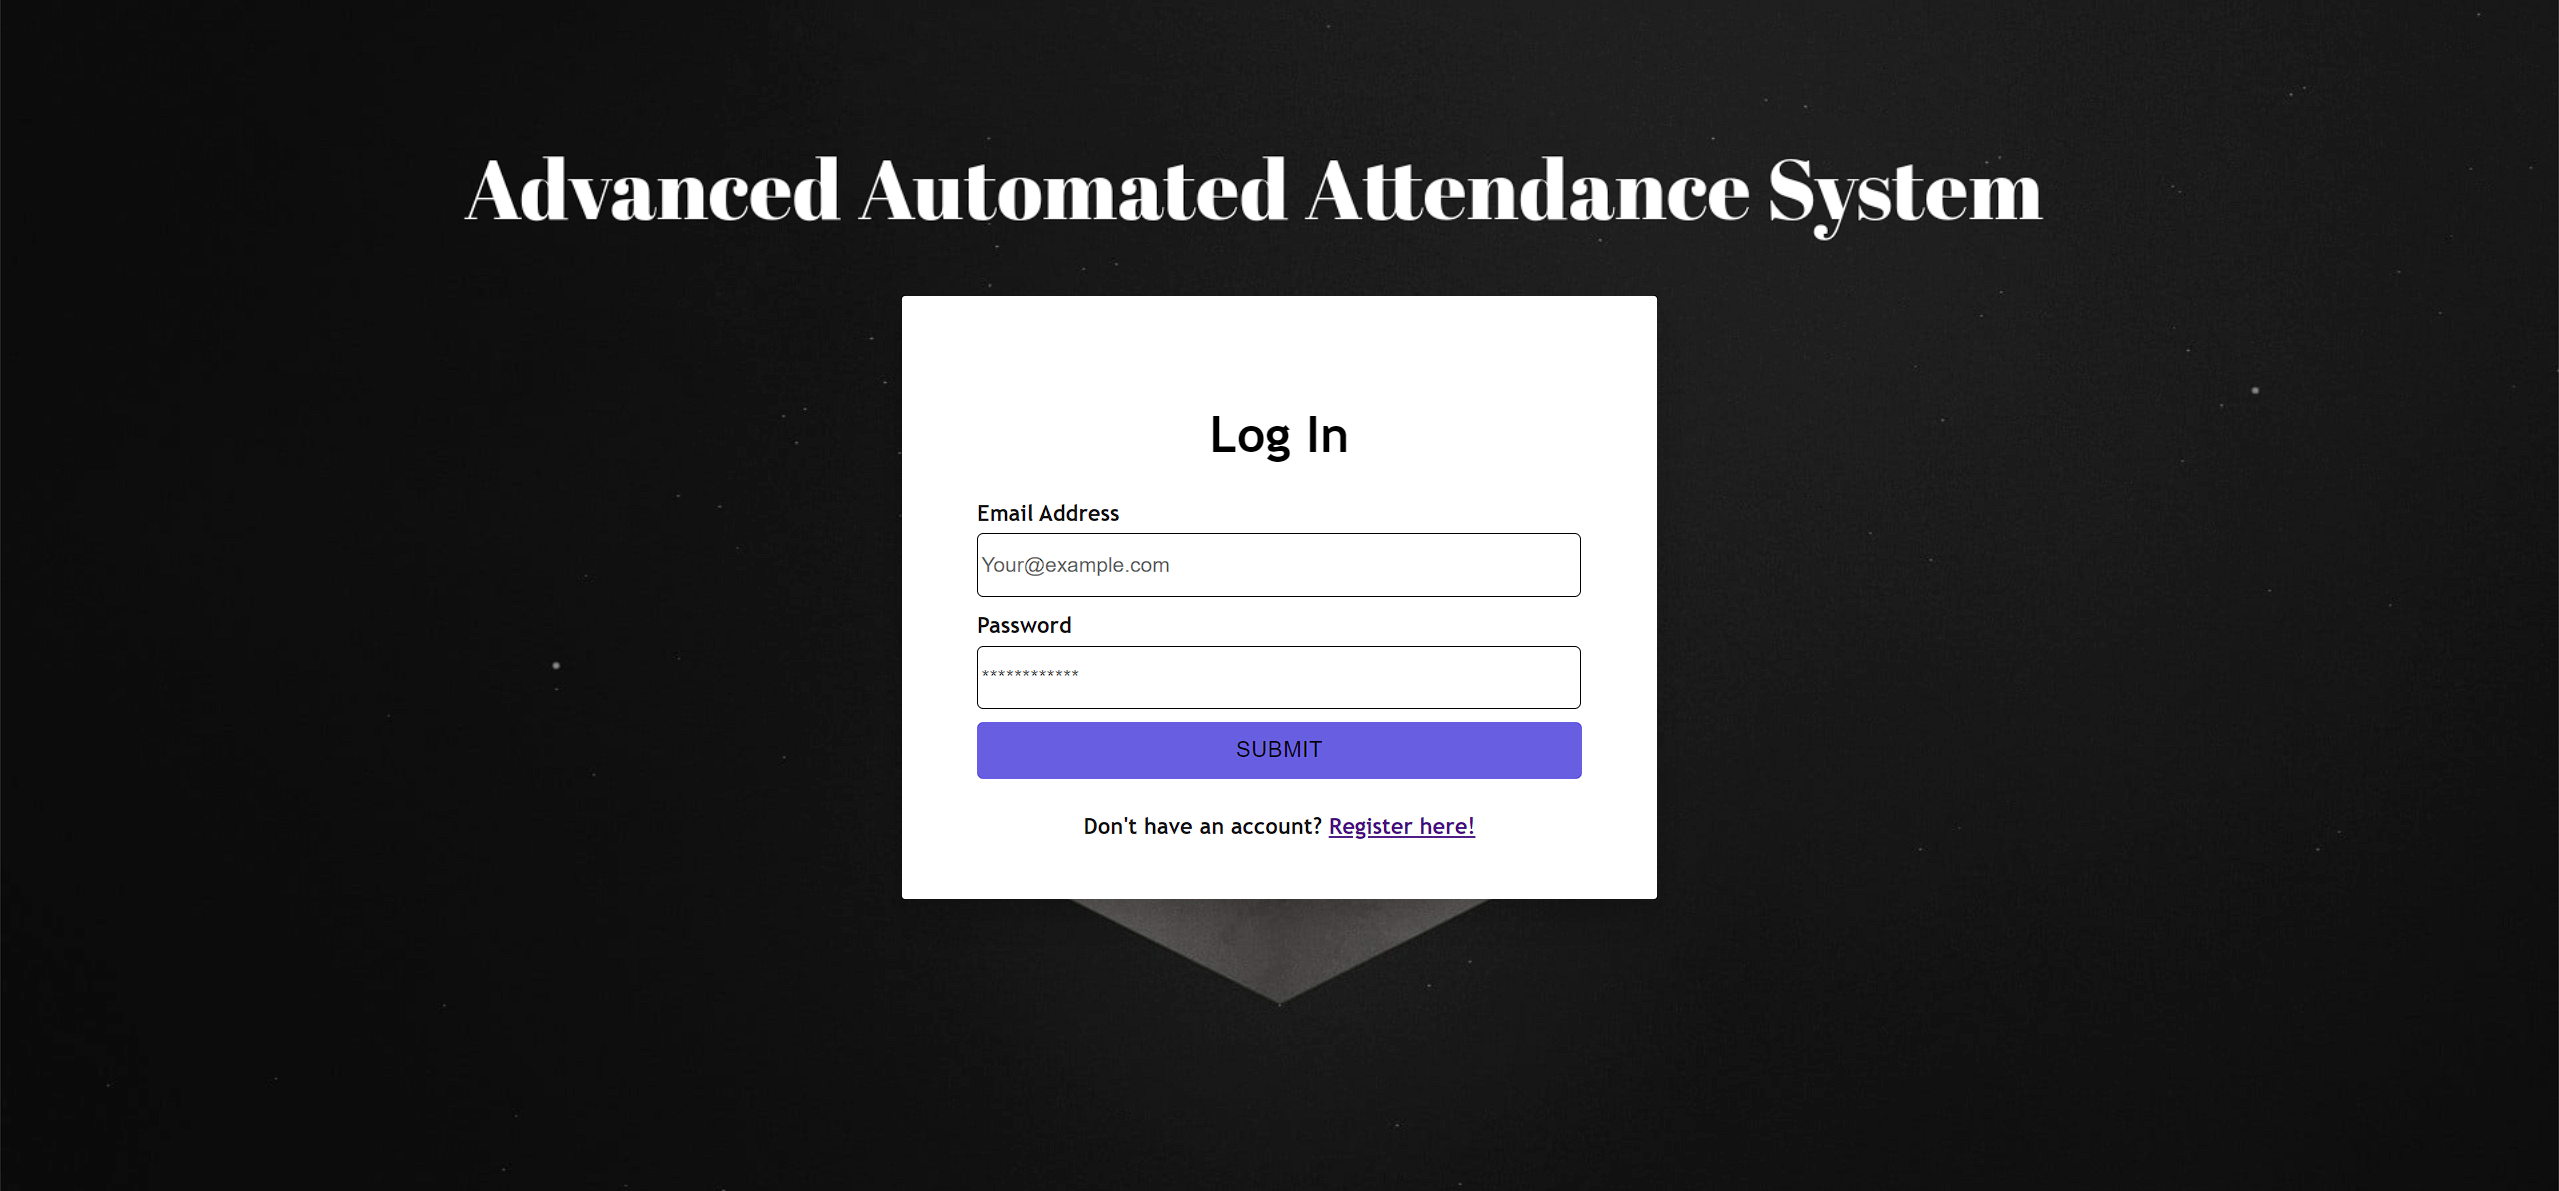 Advanced Automated Attendance System
Log In
Email Address
Your@example.com
Password
************
SUBMIT
Don't have an account? Register here!